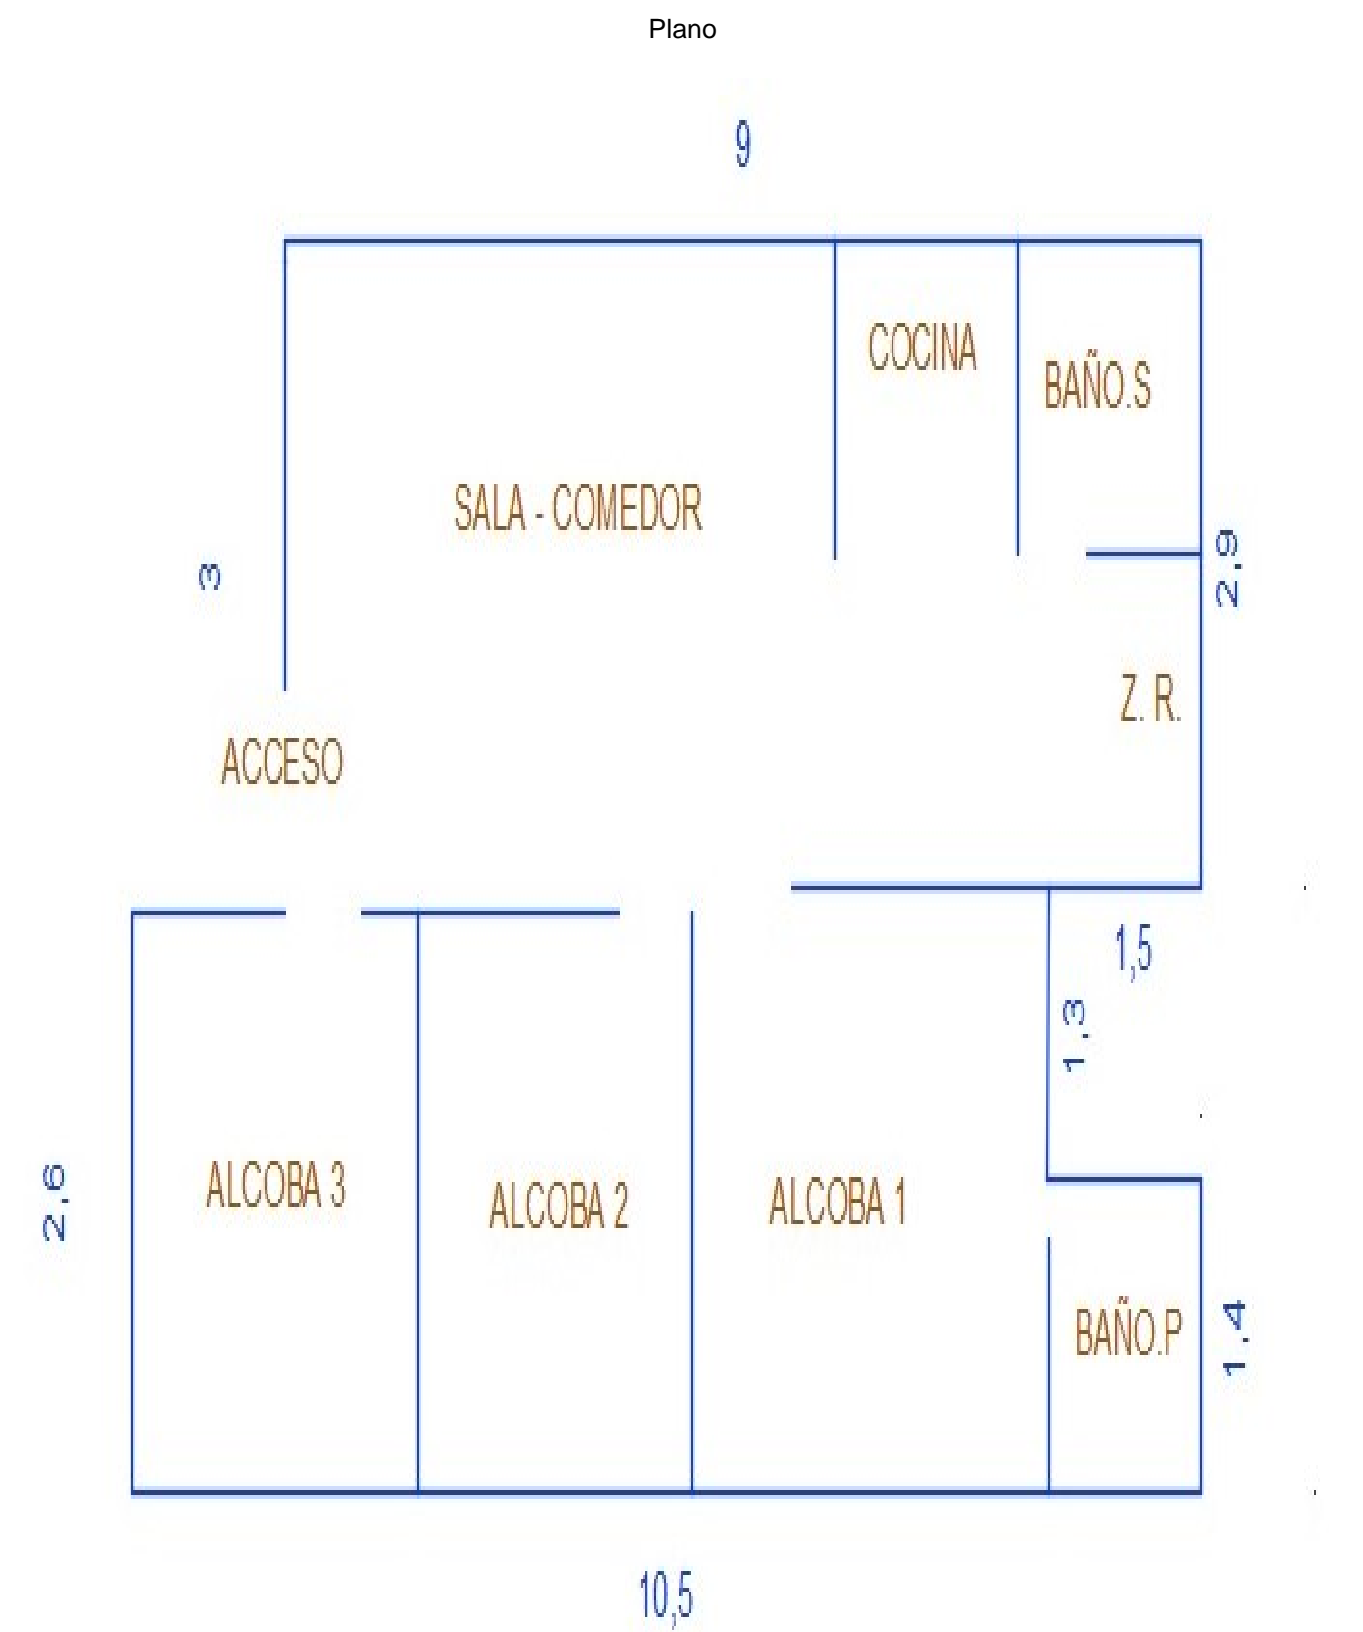 Plano
9
COCINA
BAÑO.S
SALA - COMEDOR
3
2,9
Z. R.
ACCESO
1,5
1,3
2,6
ALCOBA 3
ALCOBA 2
ALCOBA 1
BAÑO.P
1,4
10,5